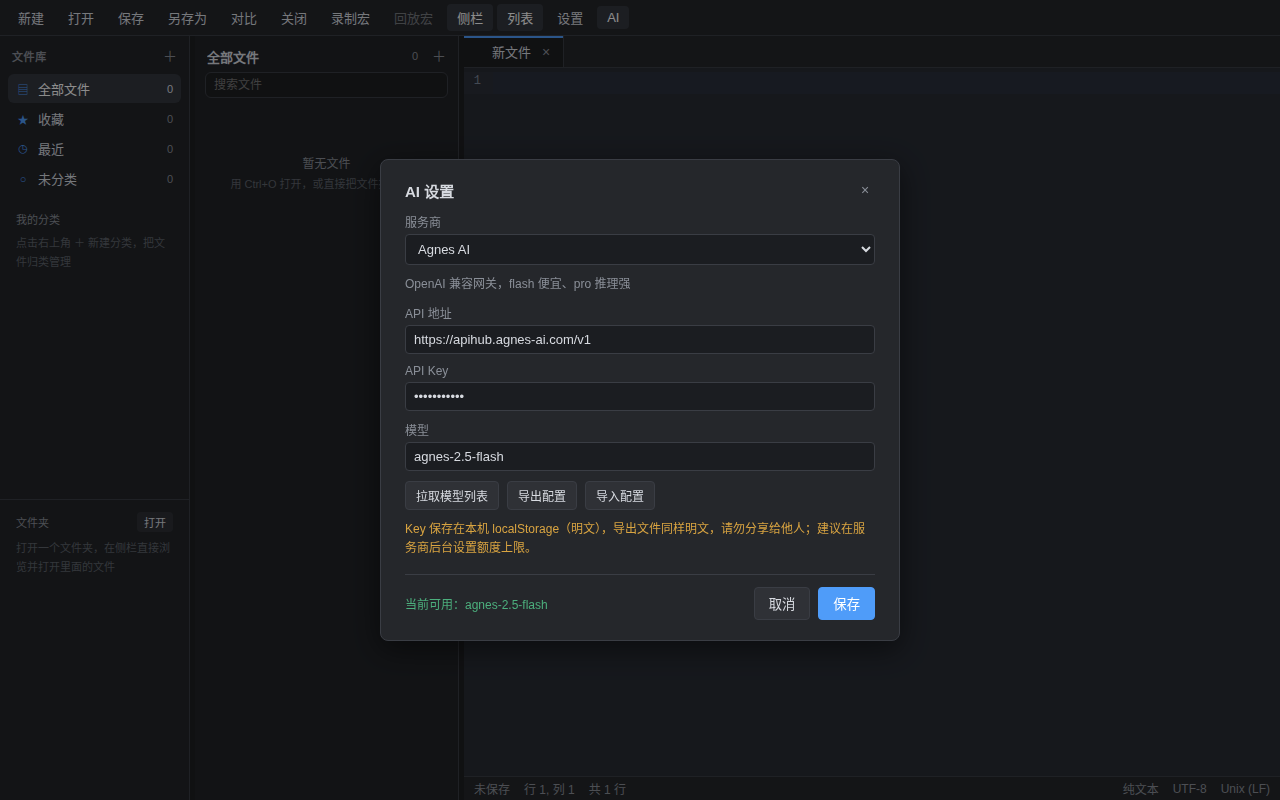 新建 打开 保存 另存为 对比 关闭 录制宏 回放宏 侧栏 列表 设置 AI
文件库 ＋
全部文件 0
收藏 0
最近 0
未分类 0
我的分类
点击右上角 ＋ 新建分类，把文
件归类管理
文件夹 打开
打开一个文件夹，在侧栏直接浏
览并打开里面的文件
全部文件 0 ＋
搜索文件
暂无文件
用 Ctrl+O 打开，或直接把文件
新文件 ×
1
AI 设置 ×
服务商
Agnes AI
OpenAI 兼容网关，flash 便宜、pro 推理强
API 地址
https://apihub.agnes-ai.com/v1
API Key
•••••••••••
模型
agnes-2.5-flash
拉取模型列表 导出配置 导入配置
Key 保存在本机 localStorage（明文），导出文件同样明文，请勿分享给他人；建议在服
务商后台设置额度上限。
当前可用：agnes-2.5-flash 取消 保存
未保存 行 1, 列 1 共 1 行 纯文本 UTF-8 Unix (LF)